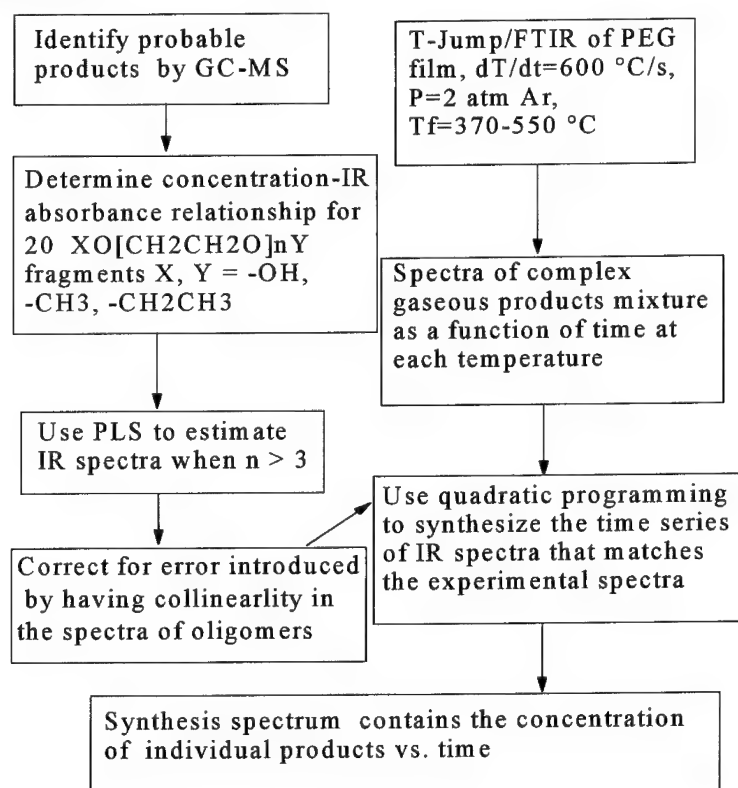 Identify probable
products by GC-MS
Determine concentration-IR
absorbance relationship for
20 XO[CH2CH2O]nY
fragments X, Y = -OH,
-CH3, -CH2CH3
Use PLS to estimate
IR spectra when n > 3
Correct for error introduced
by having collinearlity in
the spectra of oligomers
T-Jump/FTIR of PEG
film, dT/dt=600 °C/s,
P=2 atm Ar,
Tf=370-550 °C
Spectra of complex
gaseous products mixture
as a function of time at
each temperature
Use quadratic programming
to synthesize the time series
of IR spectra that matches
the experimental spectra
Synthesis spectrum contains the concentration
of individual products vs. time